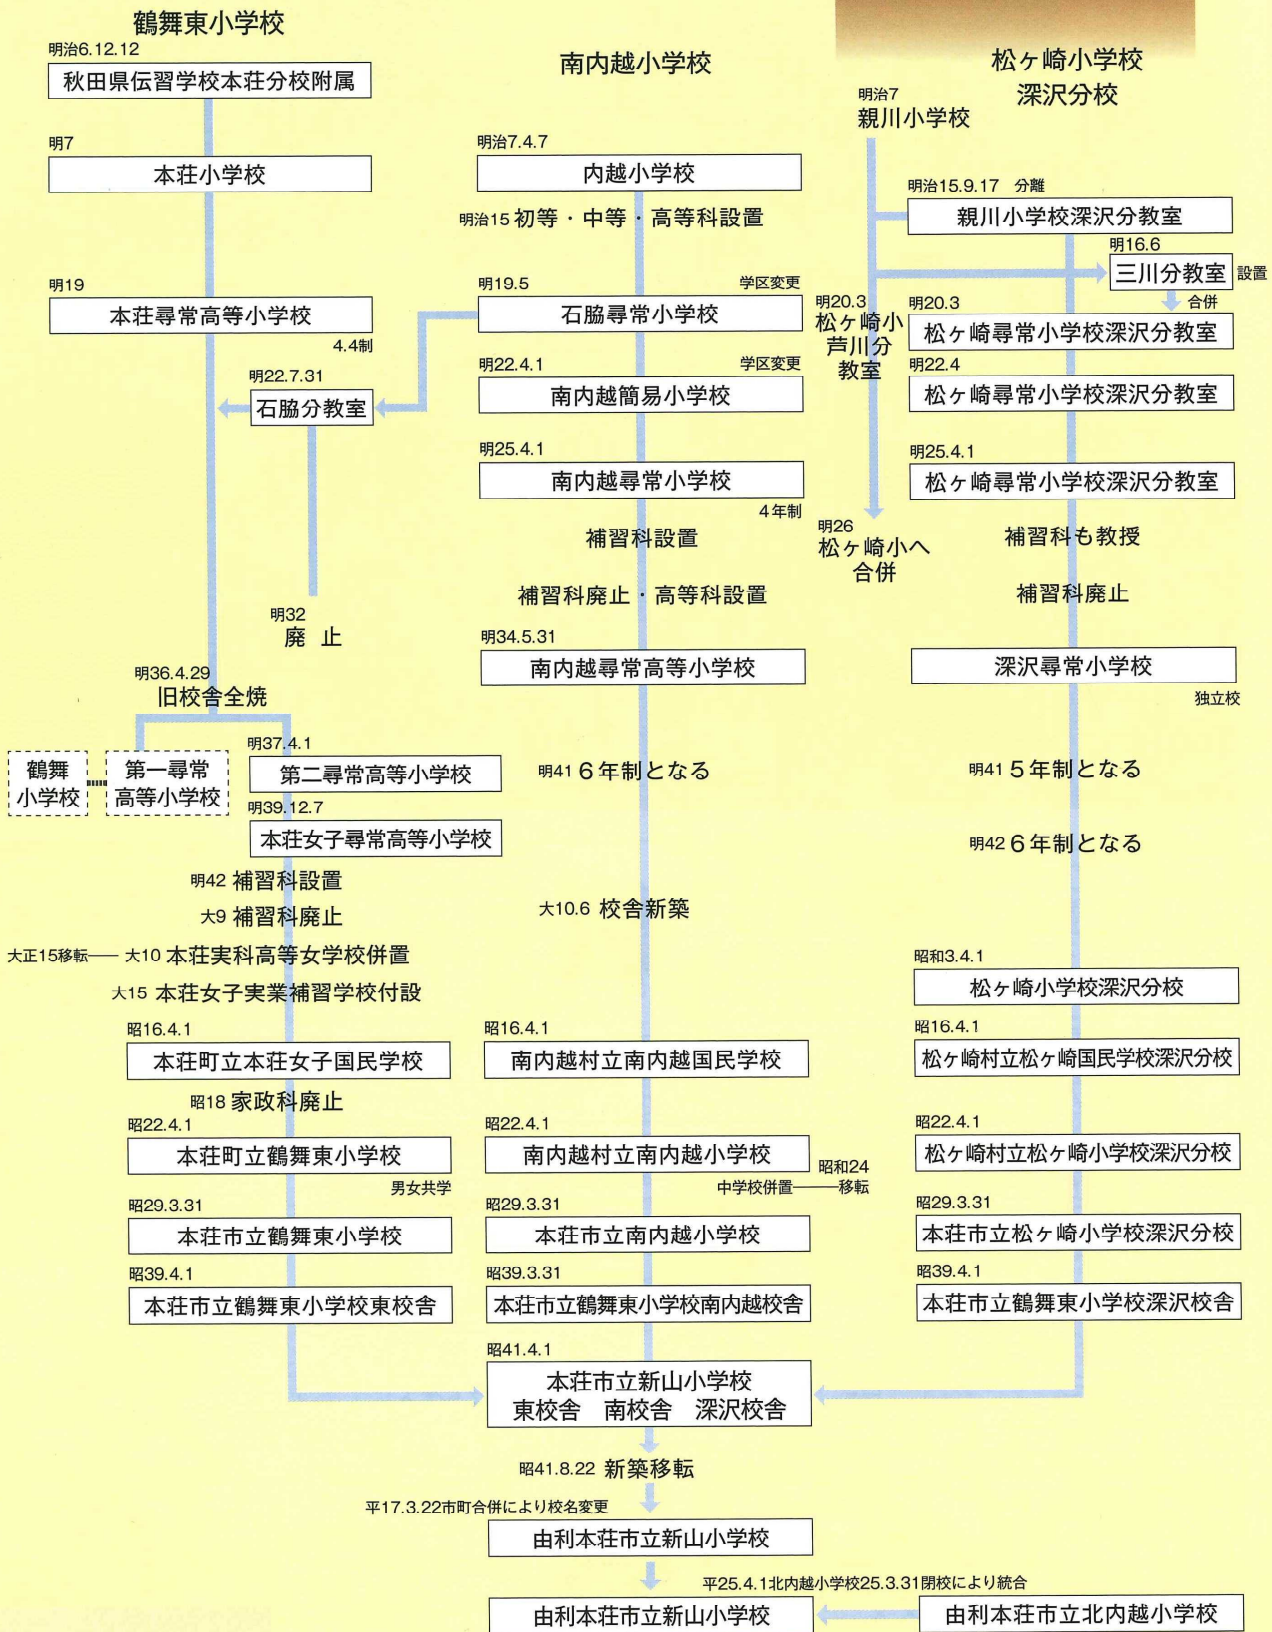 鶴舞東小学校
明治6.12.12
秋田県伝習学校本荘分校附属
明7
本荘小学校
明19
本荘尋常高等小学校
4.4制
明22.7.31
石脇分教室
明32
廃 止
明36.4.29
旧校舎全焼
鶴舞
小学校
第一尋常
高等小学校
明37.4.1
第二尋常高等小学校
明39.12.7
本荘女子尋常高等小学校
明42 補習科設置
大9 補習科廃止
大正15移転── 大10 本荘実科高等女学校併置
大15 本荘女子実業補習学校付設
昭16.4.1
本荘町立本荘女子国民学校
昭18 家政科廃止
昭22.4.1
本荘町立鶴舞東小学校
男女共学
昭29.3.31
本荘市立鶴舞東小学校
昭39.4.1
本荘市立鶴舞東小学校東校舎
南内越小学校
明治7.4.7
内越小学校
明治15 初等・中等・高等科設置
明19.5 学区変更
石脇尋常小学校
明22.4.1 学区変更
南内越簡易小学校
明25.4.1
南内越尋常小学校
4年制
補習科設置
補習科廃止・高等科設置
明34.5.31
南内越尋常高等小学校
明41 6年制となる
大10.6 校舎新築
昭16.4.1
南内越村立南内越国民学校
昭22.4.1
南内越村立南内越小学校
昭和24
中学校併置───移転
昭29.3.31
本荘市立南内越小学校
昭39.3.31
本荘市立鶴舞東小学校南内越校舎
松ヶ崎小学校
深沢分校
明治7
親川小学校
明治15.9.17 分離
親川小学校深沢分教室
明16.6
三川分教室 設置
合併
明20.3
松ヶ崎小
芦川分
教室
明20.3
松ヶ崎尋常小学校深沢分教室
明22.4
松ヶ崎尋常小学校深沢分教室
明25.4.1
松ヶ崎尋常小学校深沢分教室
明26
松ヶ崎小へ
合併
補習科も教授
補習科廃止
深沢尋常小学校
独立校
明41 5年制となる
明42 6年制となる
昭和3.4.1
松ヶ崎小学校深沢分校
昭16.4.1
松ヶ崎村立松ヶ崎国民学校深沢分校
昭22.4.1
松ヶ崎村立松ヶ崎小学校深沢分校
昭29.3.31
本荘市立松ヶ崎小学校深沢分校
昭39.4.1
本荘市立鶴舞東小学校深沢校舎
昭41.4.1
本荘市立新山小学校
東校舎 南校舎 深沢校舎
昭41.8.22 新築移転
平17.3.22市町合併により校名変更
由利本荘市立新山小学校
平25.4.1北内越小学校25.3.31閉校により統合
由利本荘市立新山小学校
由利本荘市立北内越小学校